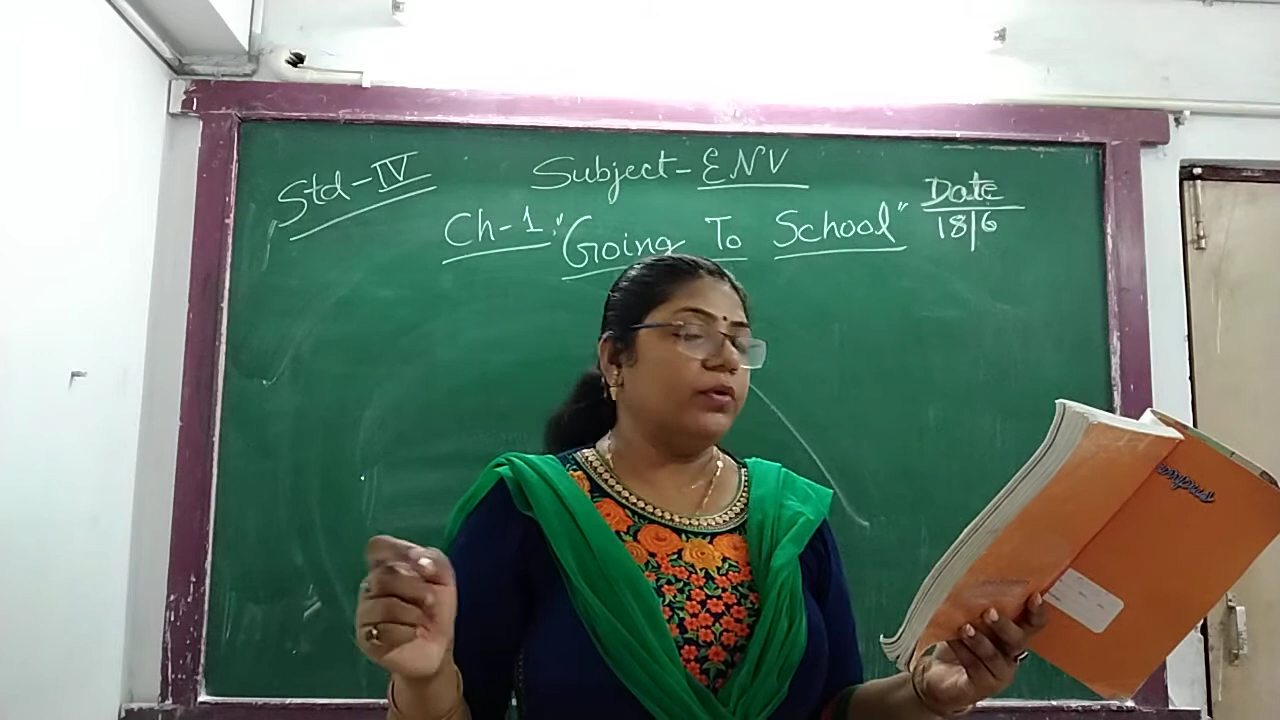 Std-IV
Subject-ENV
Date
18/6
Ch-1:"Going To School"